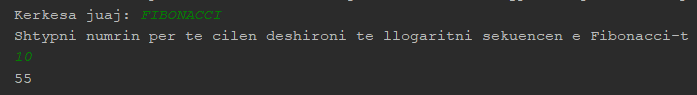 Kerkesa juaj: FIBONACCI
Shtypni numrin per te cilen deshironi te llogaritni sekuencen e Fibonacci-t
10
55